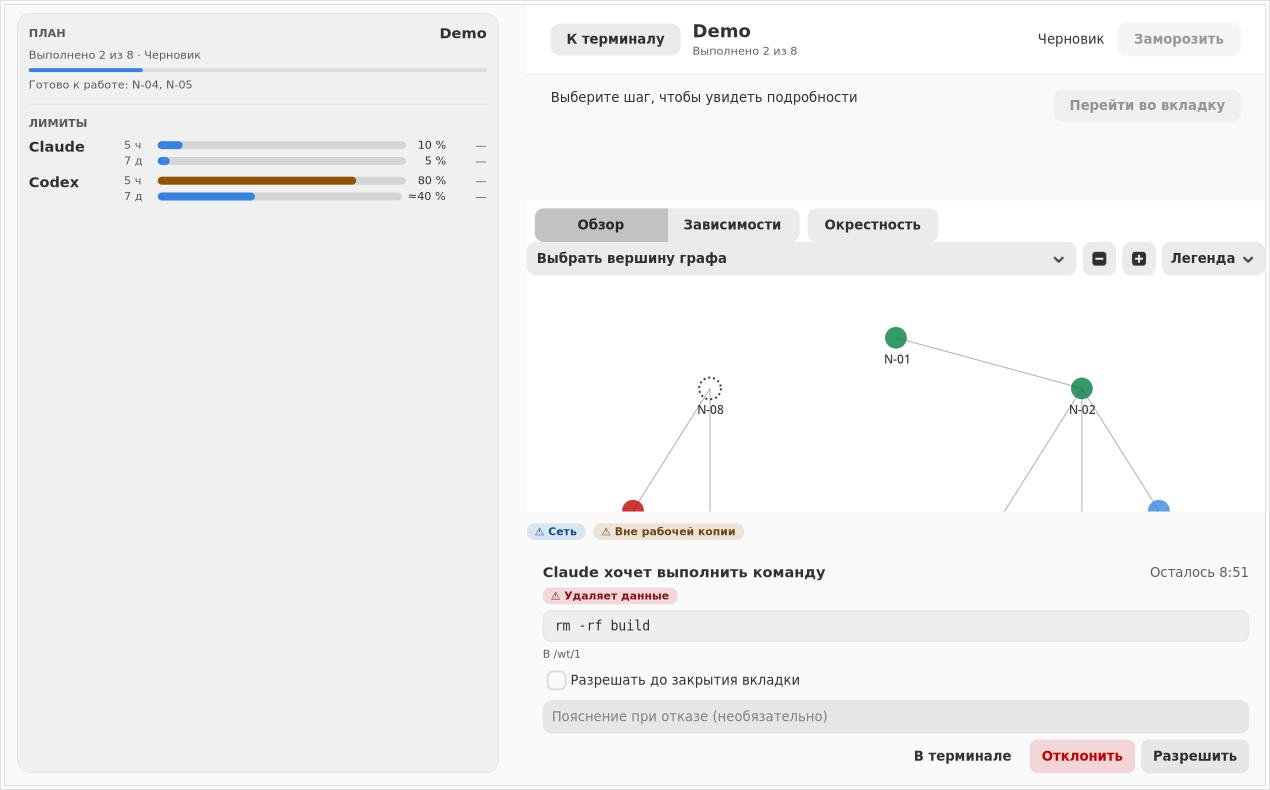 ПЛАН
Demo
Выполнено 2 из 8 · Черновик
Готово к работе: N-04, N-05
ЛИМИТЫ
Claude
5 ч 10 % —
7 д 5 % —
Codex
5 ч 80 % —
7 д ≈40 % —
К терминалу
Demo
Выполнено 2 из 8
Черновик
Заморозить
Выберите шаг, чтобы увидеть подробности
Перейти во вкладку
Обзор
Зависимости
Окрестность
Выбрать вершину графа
Легенда
N-01
N-08
N-02
⚠ Сеть
⚠ Вне рабочей копии
Claude хочет выполнить команду
Осталось 8:51
⚠ Удаляет данные
rm -rf build
В /wt/1
Разрешать до закрытия вкладки
Пояснение при отказе (необязательно)
В терминале
Отклонить
Разрешить